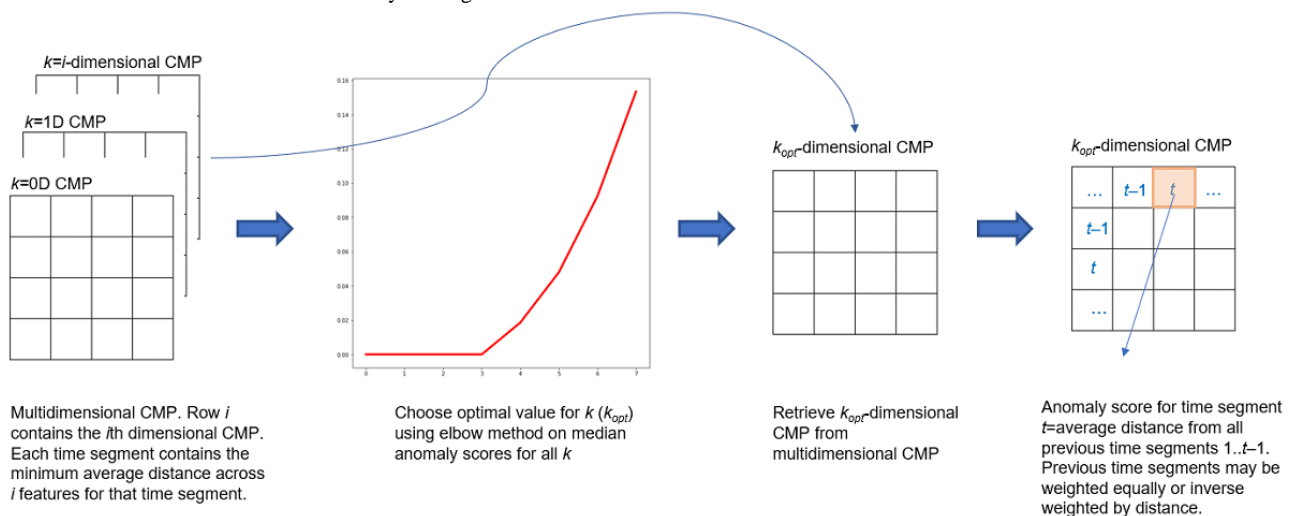 k=i-dimensional CMP
k=1D CMP
k=0D CMP
0.16
0.14
0.12
0.10
0.08
0.06
0.04
0.02
0.00
0 1 2 3 4 5 6 7
kopt-dimensional CMP
kopt-dimensional CMP
... t–1 t ...
t–1
t
...
Multidimensional CMP. Row i
contains the ith dimensional CMP.
Each time segment contains the
minimum average distance across
i features for that time segment.
Choose optimal value for k (kopt)
using elbow method on median
anomaly scores for all k
Retrieve kopt-dimensional
CMP from
multidimensional CMP
Anomaly score for time segment
t=average distance from all
previous time segments 1..t–1.
Previous time segments may be
weighted equally or inverse
weighted by distance.